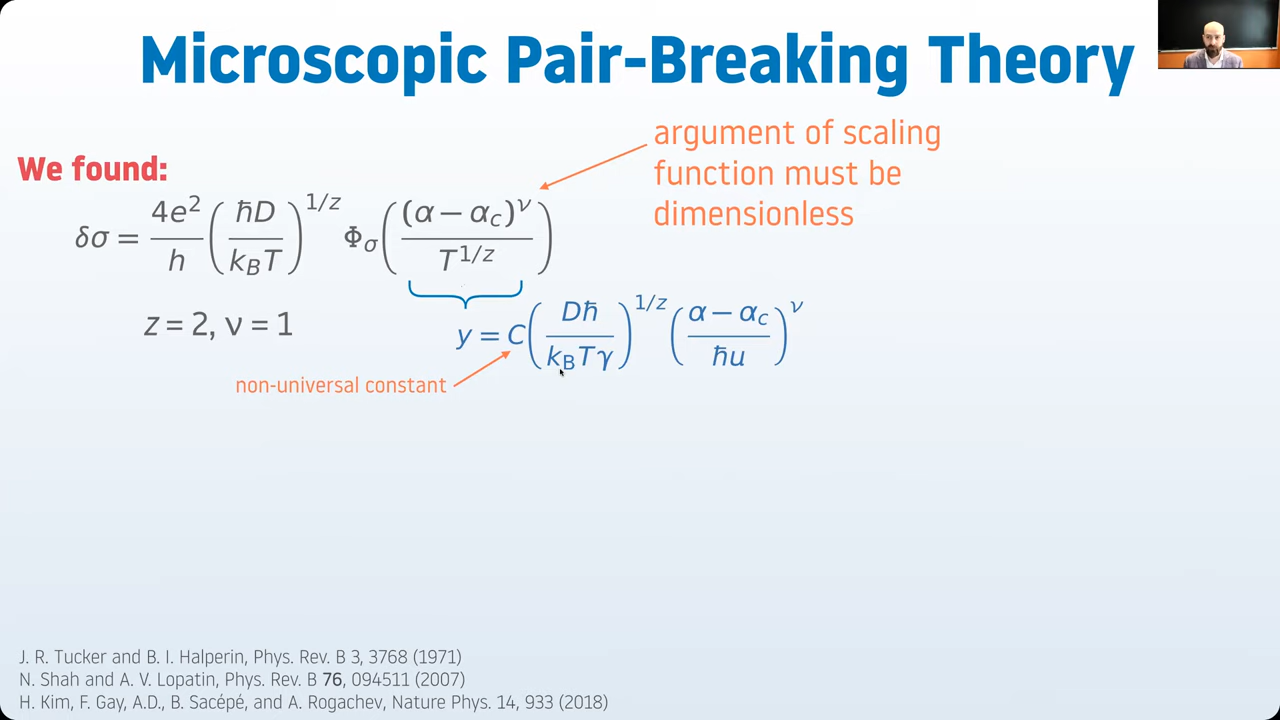 Microscopic Pair-Breaking Theory
argument of scaling
function must be
dimensionless
We found:
δσ = 4e²/h (ħD/k_BT)^{1/z} Φ_σ((α − α_c)^ν / T^{1/z})
z = 2, ν = 1
y = C(Dħ/k_BTγ)^{1/z} (α − α_c/ħu)^ν
non-universal constant
J. R. Tucker and B. I. Halperin, Phys. Rev. B 3, 3768 (1971)
N. Shah and A. V. Lopatin, Phys. Rev. B 76, 094511 (2007)
H. Kim, F. Gay, A.D., B. Sacépé, and A. Rogachev, Nature Phys. 14, 933 (2018)